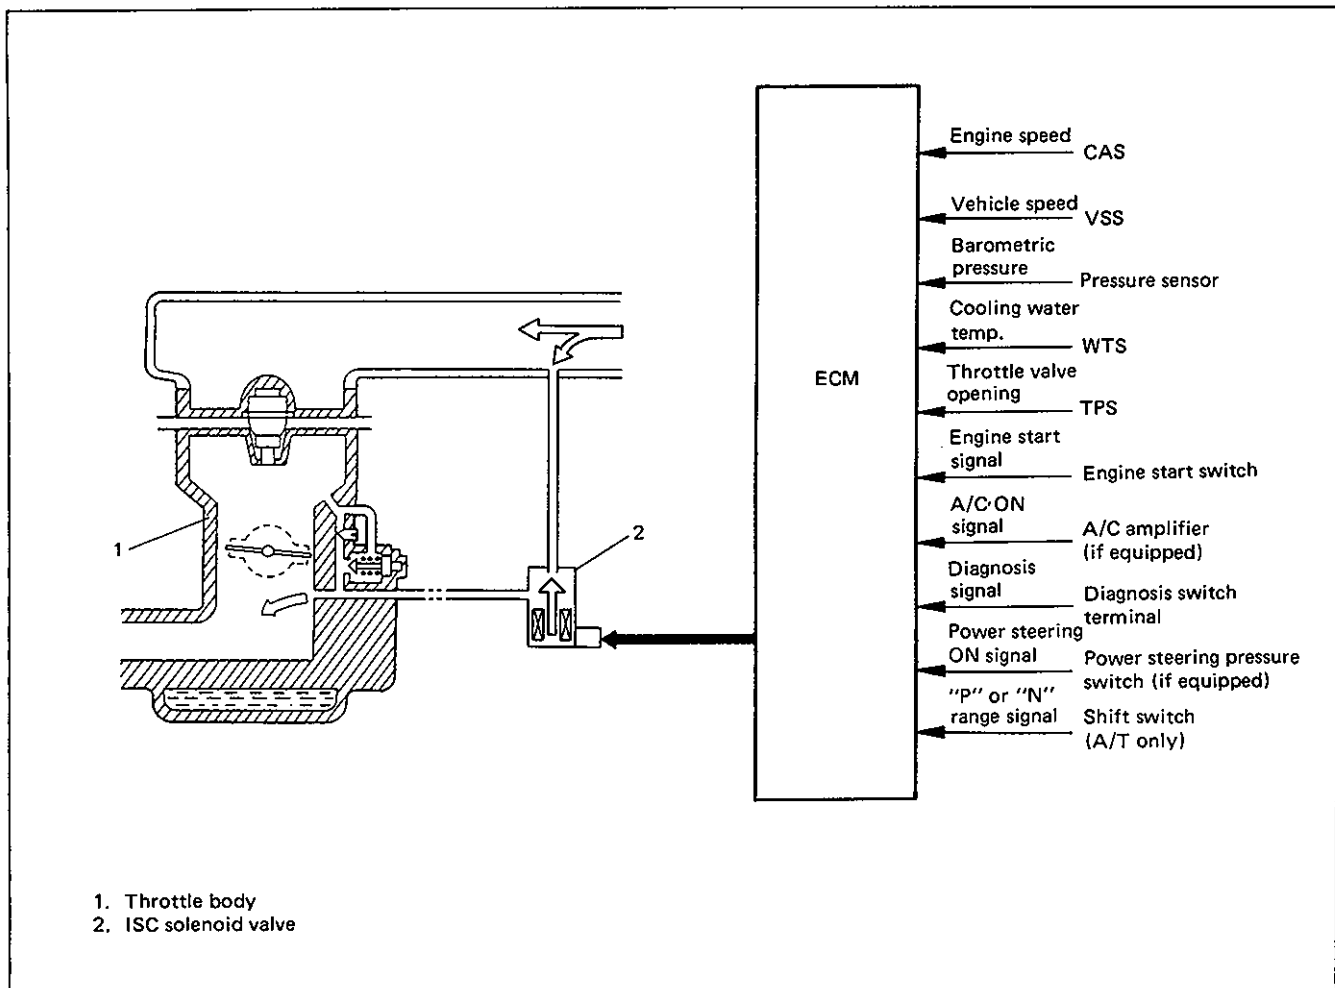 Engine speed
CAS
Vehicle speed
VSS
Barometric
pressure
Pressure sensor
Cooling water
temp.
WTS
ECM
Throttle valve
opening
TPS
Engine start
signal
Engine start switch
A/C·ON
signal
A/C amplifier
(if equipped)
Diagnosis
signal
Diagnosis switch
terminal
Power steering
ON signal
Power steering pressure
switch (if equipped)
"P" or "N"
range signal
Shift switch
(A/T only)
1
2
1. Throttle body
2. ISC solenoid valve